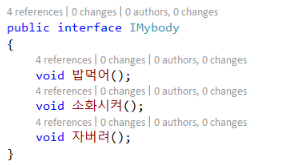 4 references | 0 changes | 0 authors, 0 changes
public interface IMybody
{
4 references | 0 changes | 0 authors, 0 changes
void 밥먹어();
4 references | 0 changes | 0 authors, 0 changes
void 소화시켜();
4 references | 0 changes | 0 authors, 0 changes
void 자버려();
}